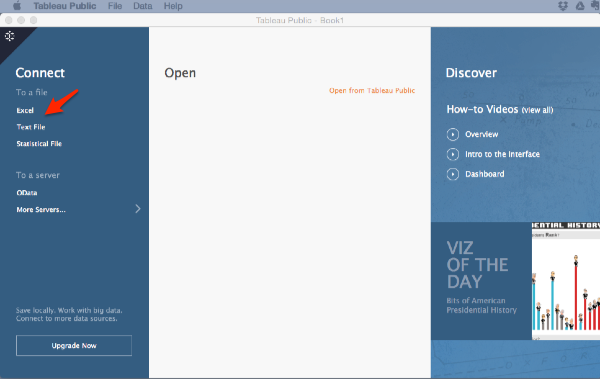 Tableau Public File Data Help
Tableau Public - Book1
Connect
To a file
Excel
Text File
Statistical File
To a server
OData
More Servers...
Save locally. Work with big data.
Connect to more data sources.
Upgrade Now
Open
Open from Tableau Public
Discover
How-to Videos (view all)
Overview
Intro to the Interface
Dashboard
VIZ
OF THE
DAY
Bits of American
Presidential History
DENTIAL HISTORY